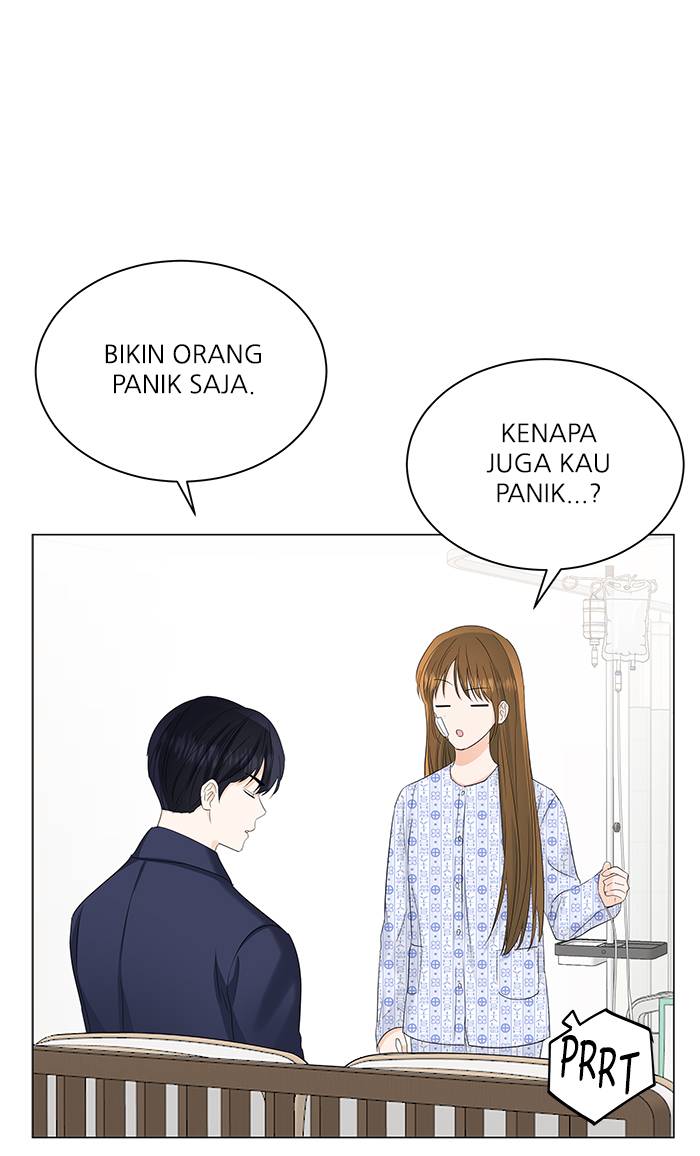 BIKIN ORANG
PANIK SAJA.
KENAPA
JUGA KAU
PANIK...?
PRRT